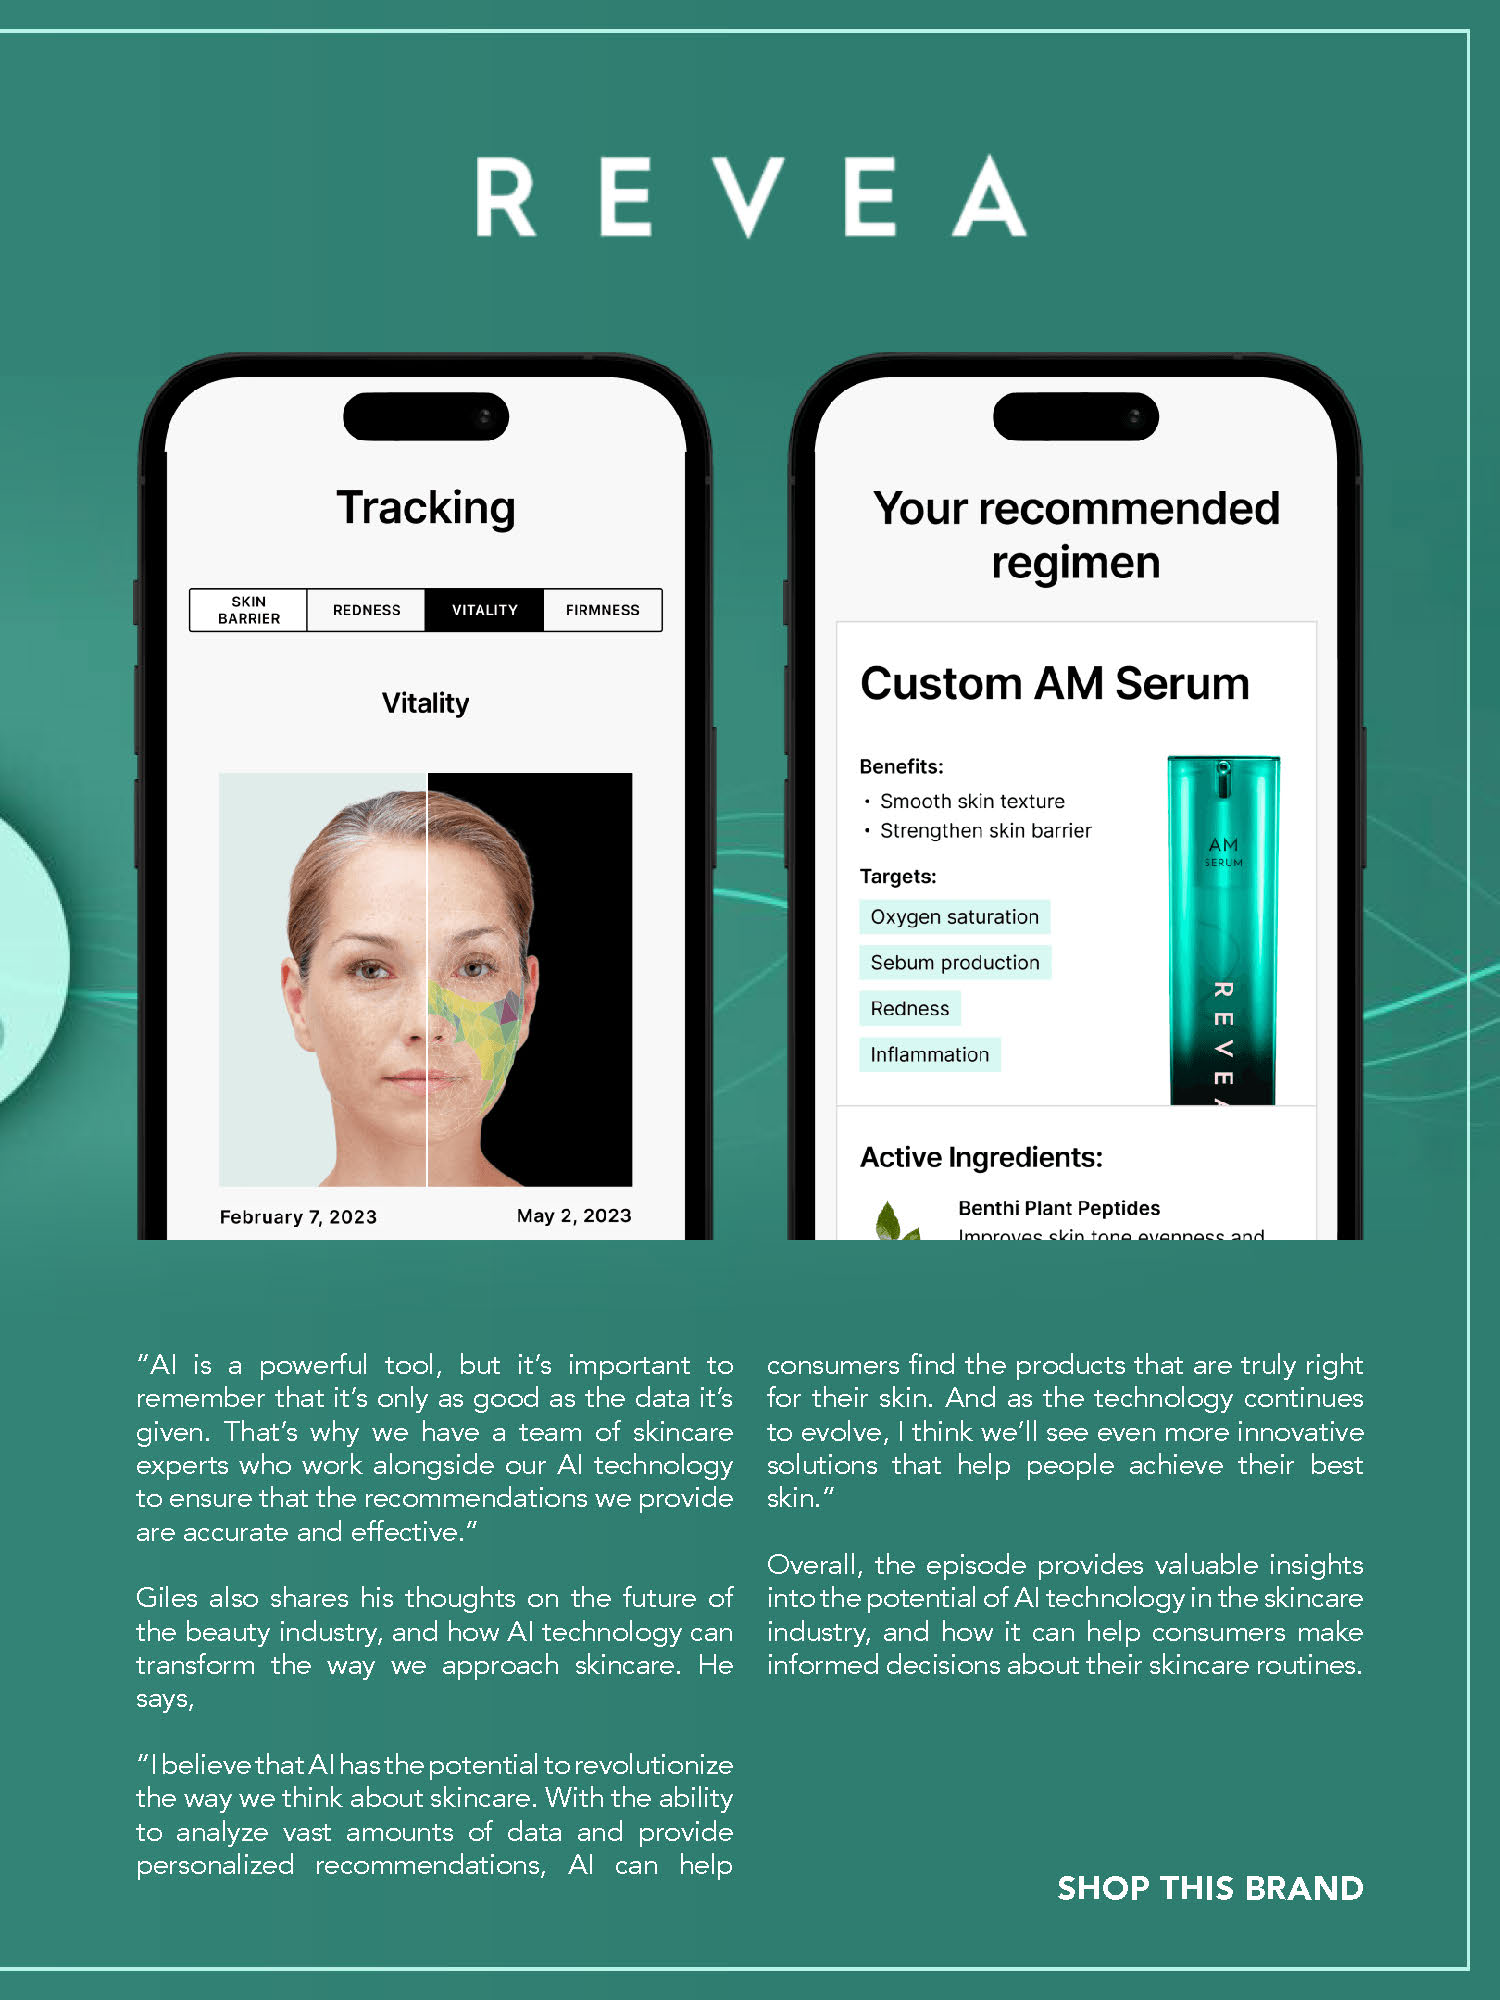 REVEA
Tracking
SKIN
BARRIER
REDNESS
VITALITY
FIRMNESS
Vitality
February 7, 2023
May 2, 2023
Your recommended
regimen
Custom AM Serum
Benefits:
• Smooth skin texture
• Strengthen skin barrier
Targets:
Oxygen saturation
Sebum production
Redness
Inflammation
AM
SERUM
REVEA
Active Ingredients:
Benthi Plant Peptides
Improves skin tone evenness and
“AI is a powerful tool, but it’s important to
remember that it’s only as good as the data it’s
given. That’s why we have a team of skincare
experts who work alongside our AI technology
to ensure that the recommendations we provide
are accurate and effective.”
Giles also shares his thoughts on the future of
the beauty industry, and how AI technology can
transform the way we approach skincare. He
says,
“I believe that AI has the potential to revolutionize
the way we think about skincare. With the ability
to analyze vast amounts of data and provide
personalized recommendations, AI can help
consumers find the products that are truly right
for their skin. And as the technology continues
to evolve, I think we’ll see even more innovative
solutions that help people achieve their best
skin.”
Overall, the episode provides valuable insights
into the potential of AI technology in the skincare
industry, and how it can help consumers make
informed decisions about their skincare routines.
SHOP THIS BRAND